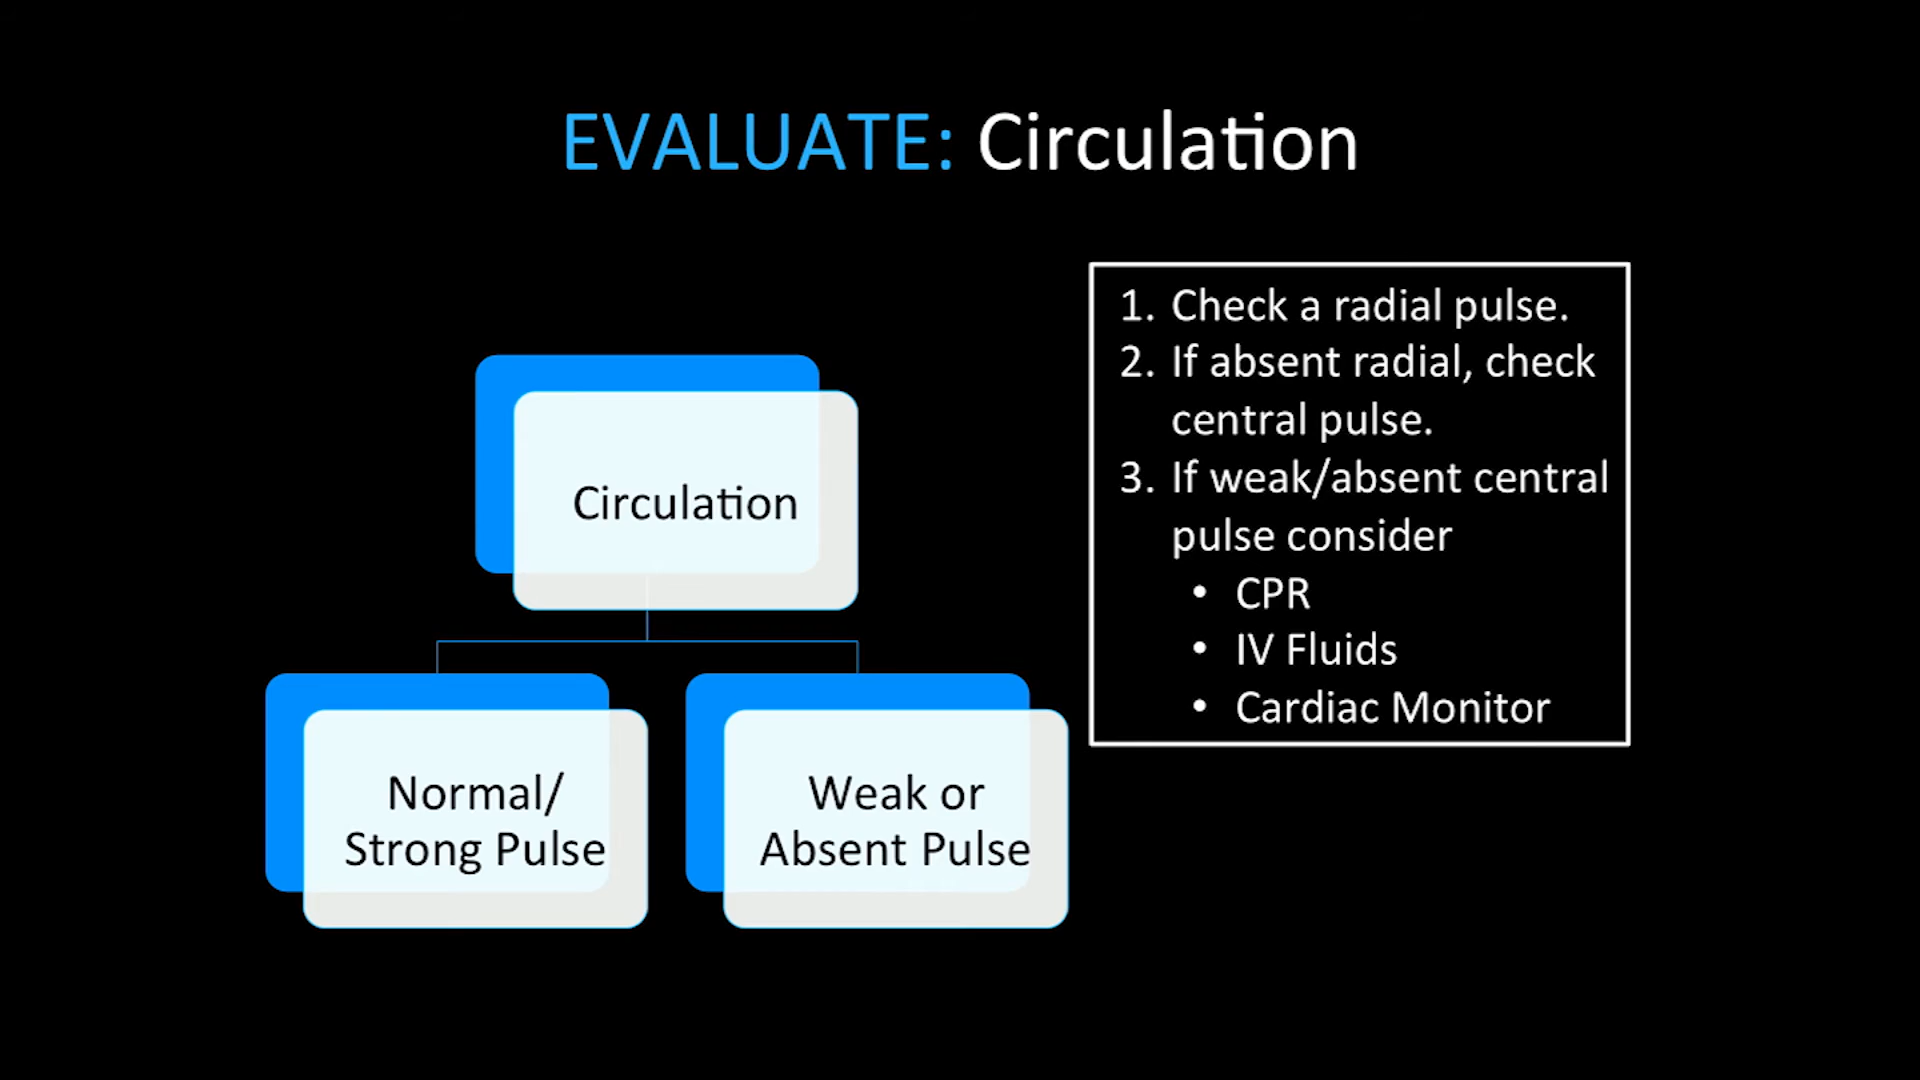 EVALUATE: Circulation
Circulation
Normal/
Strong Pulse
Weak or
Absent Pulse
1. Check a radial pulse.
2. If absent radial, check
central pulse.
3. If weak/absent central
pulse consider
• CPR
• IV Fluids
• Cardiac Monitor